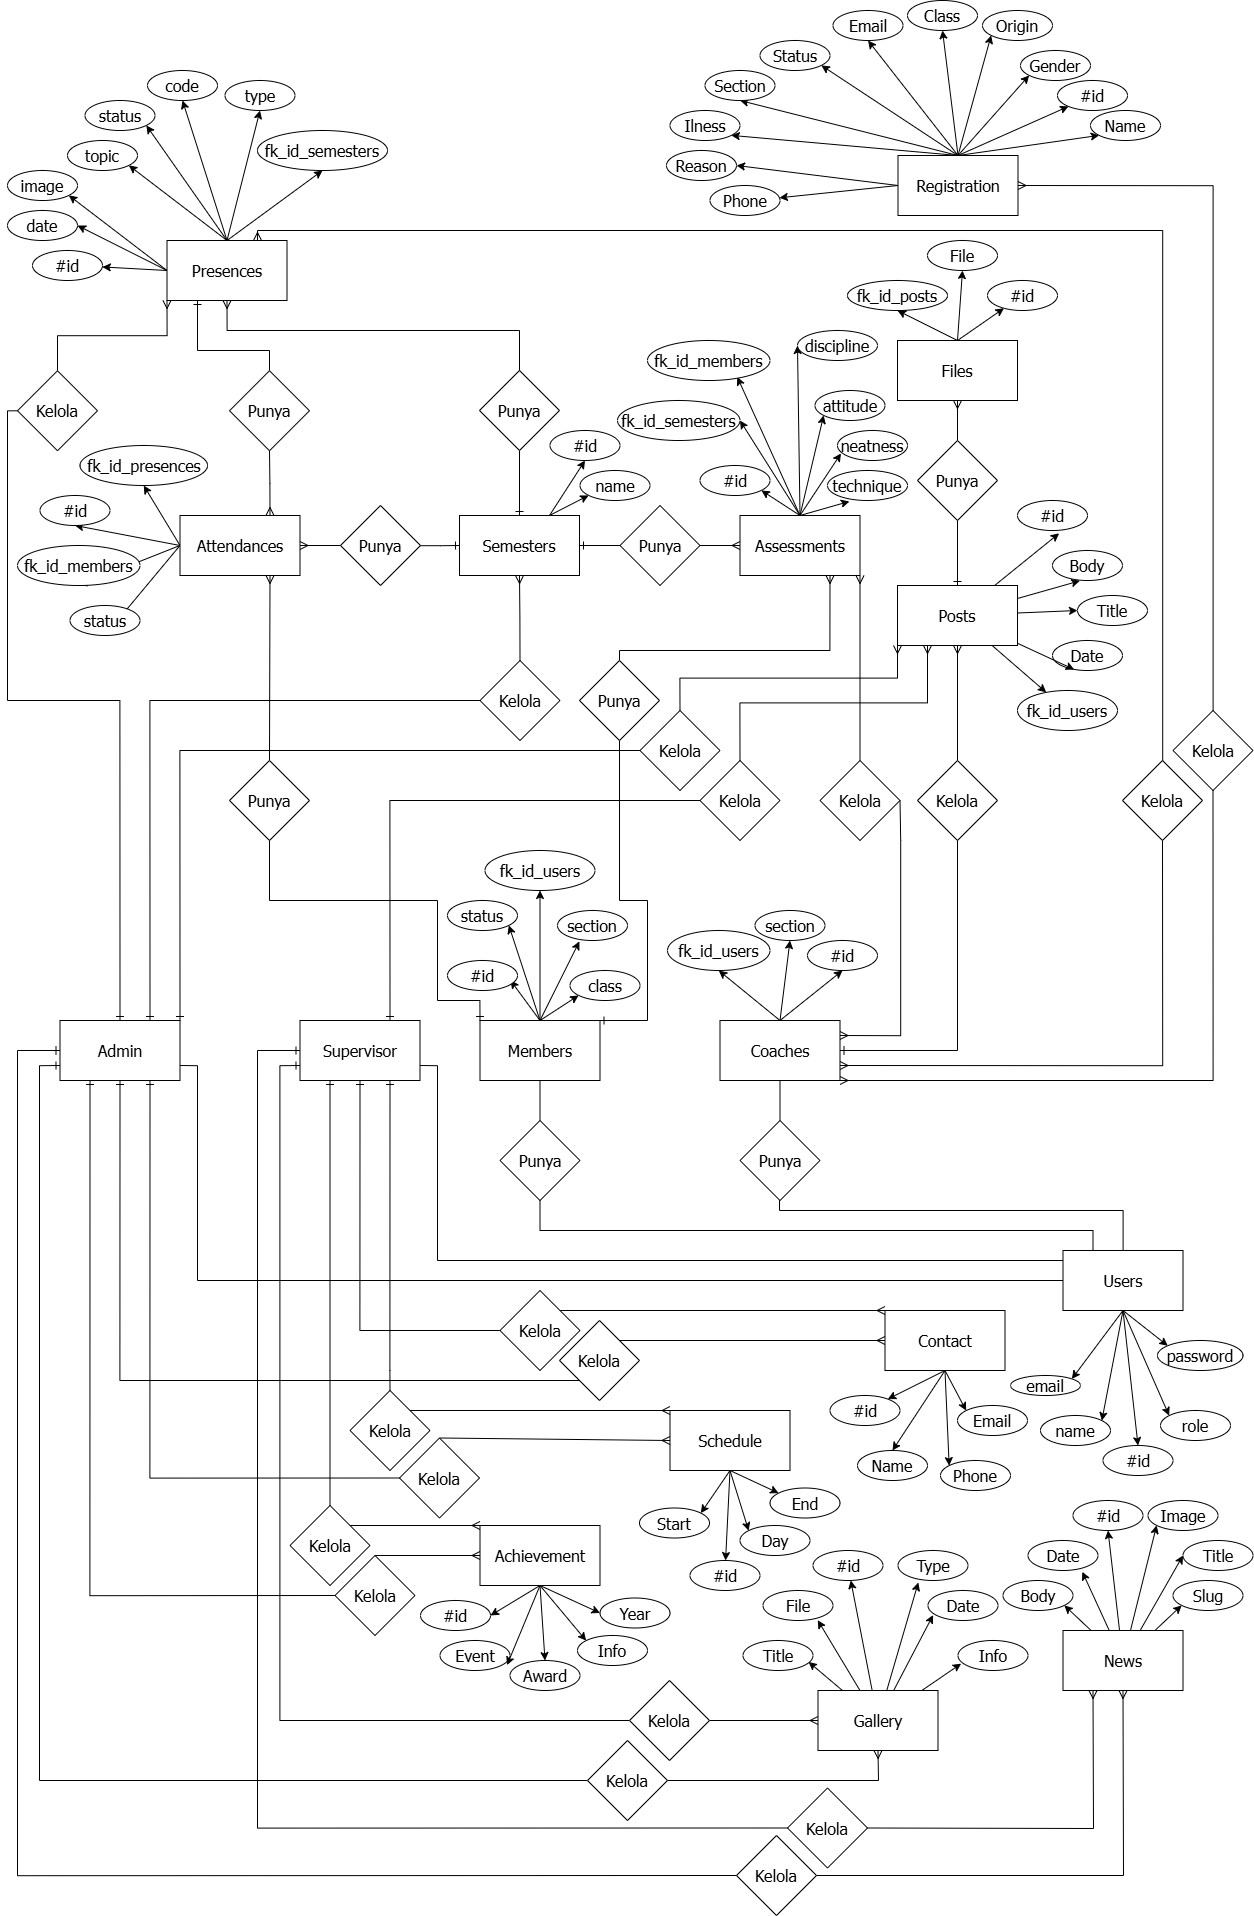 Class
Email
Origin
Status
Gender
code
Section
#id
type
status
Ilness
Name
fk_id_semesters
topic
Reason
image
Registration
Phone
date
File
#id
Presences
fk_id_posts
#id
discipline
fk_id_members
Files
Kelola
Punya
Punya
attitude
fk_id_semesters
#id
neatness
fk_id_presences
#id
Punya
name
technique
#id
#id
Attendances
Punya
Semesters
Punya
Assessments
fk_id_members
Body
status
Posts
Title
Date
Kelola
Punya
fk_id_users
Kelola
Kelola
Punya
Kelola
Kelola
Kelola
Kelola
fk_id_users
status
section
fk_id_users
section
#id
#id
class
Admin
Supervisor
Members
Coaches
Punya
Punya
Users
Kelola
Contact
Kelola
password
email
#id
Email
Kelola
name
role
Schedule
#id
Name
Kelola
Phone
End
Start
Day
#id
Image
Kelola
Achievement
Date
Title
#id
#id
Type
Kelola
Body
Slug
#id
Year
File
Date
Event
Info
Title
Info
Award
News
Kelola
Gallery
Kelola
Kelola
Kelola